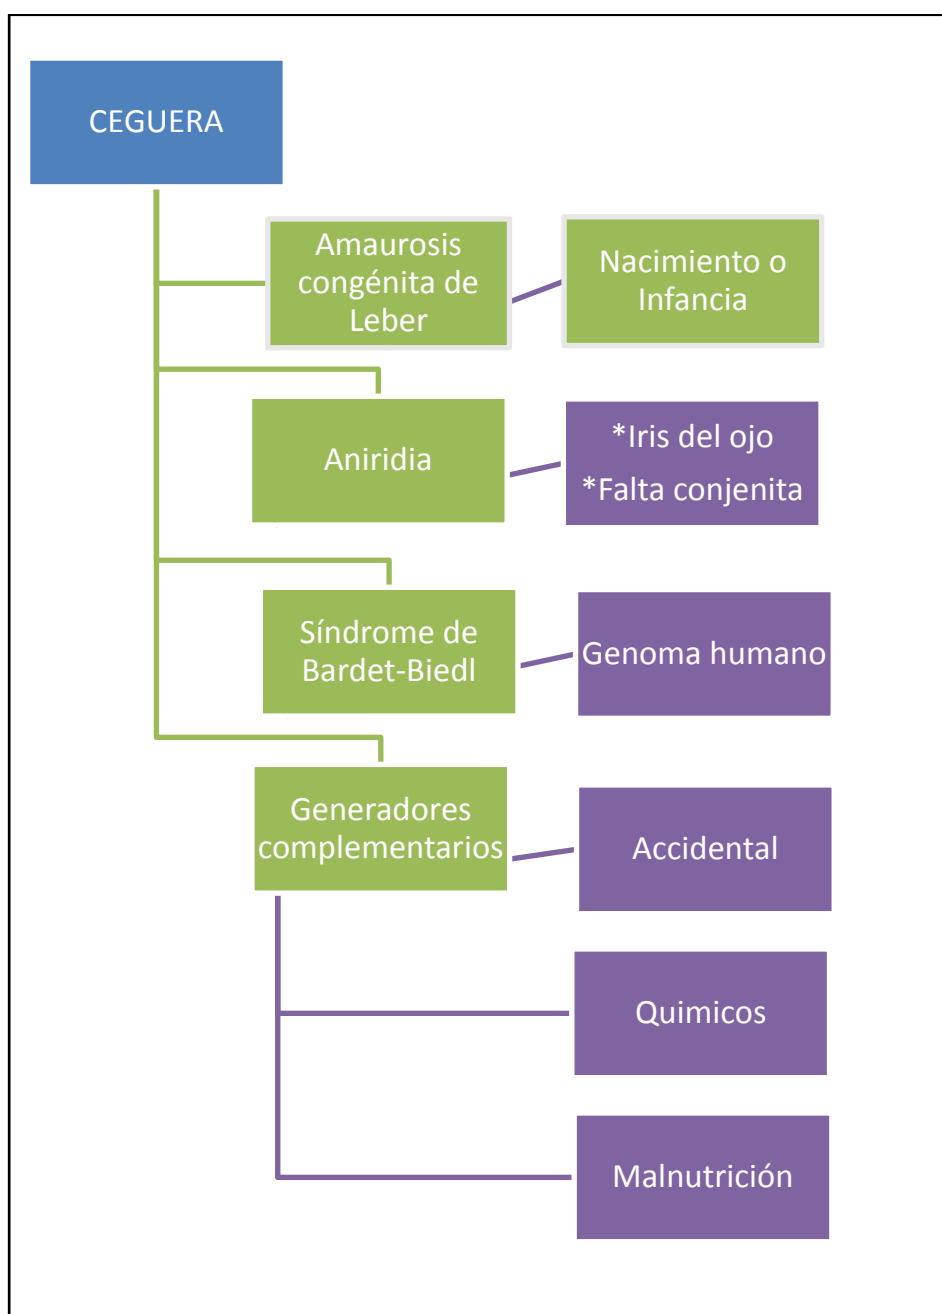 CEGUERA
Amaurosis
congénita de
Leber
Nacimiento o
Infancia
Aniridia
*Iris del ojo
*Falta conjenita
Síndrome de
Bardet-Biedl
Genoma humano
Generadores
complementarios
Accidental
Quimicos
Malnutrición